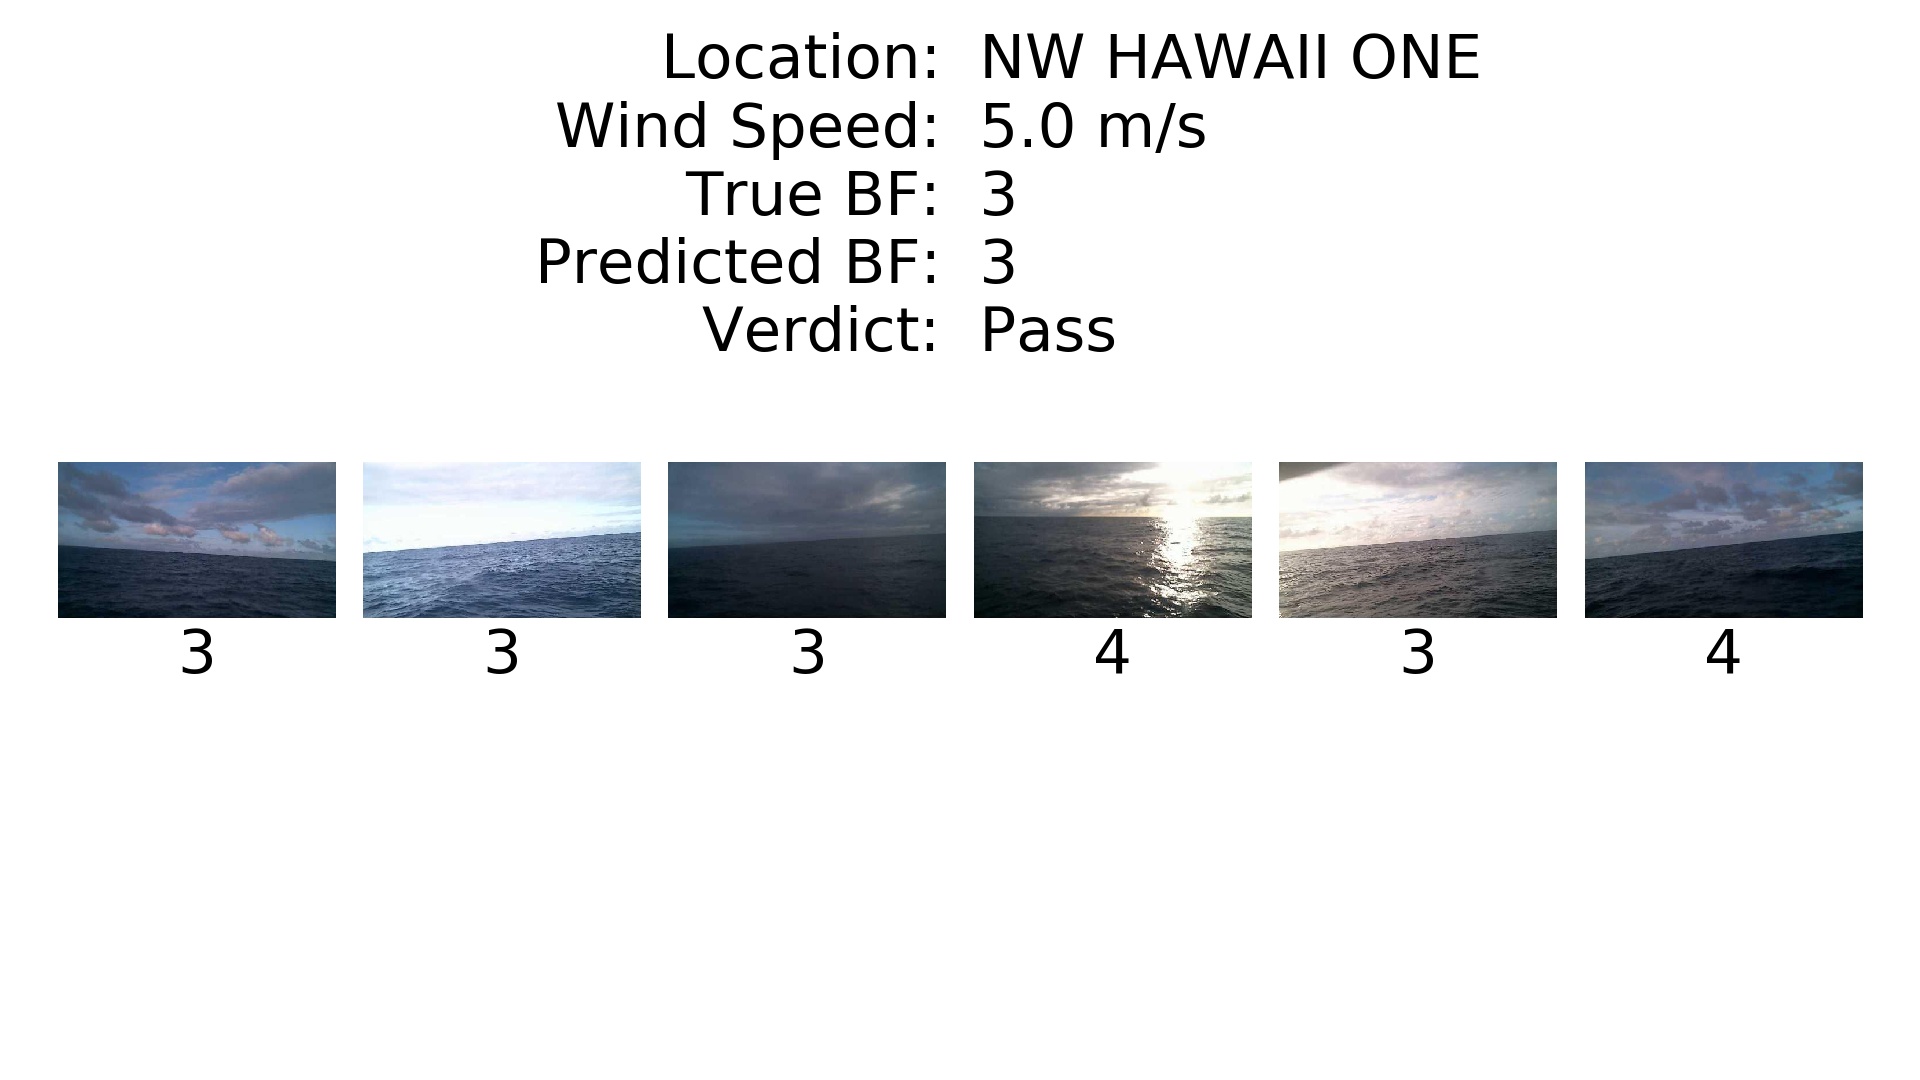 Location: NW HAWAII ONE
Wind Speed: 5.0 m/s
True BF: 3
Predicted BF: 3
Verdict: Pass
3 3 3 4 3 4